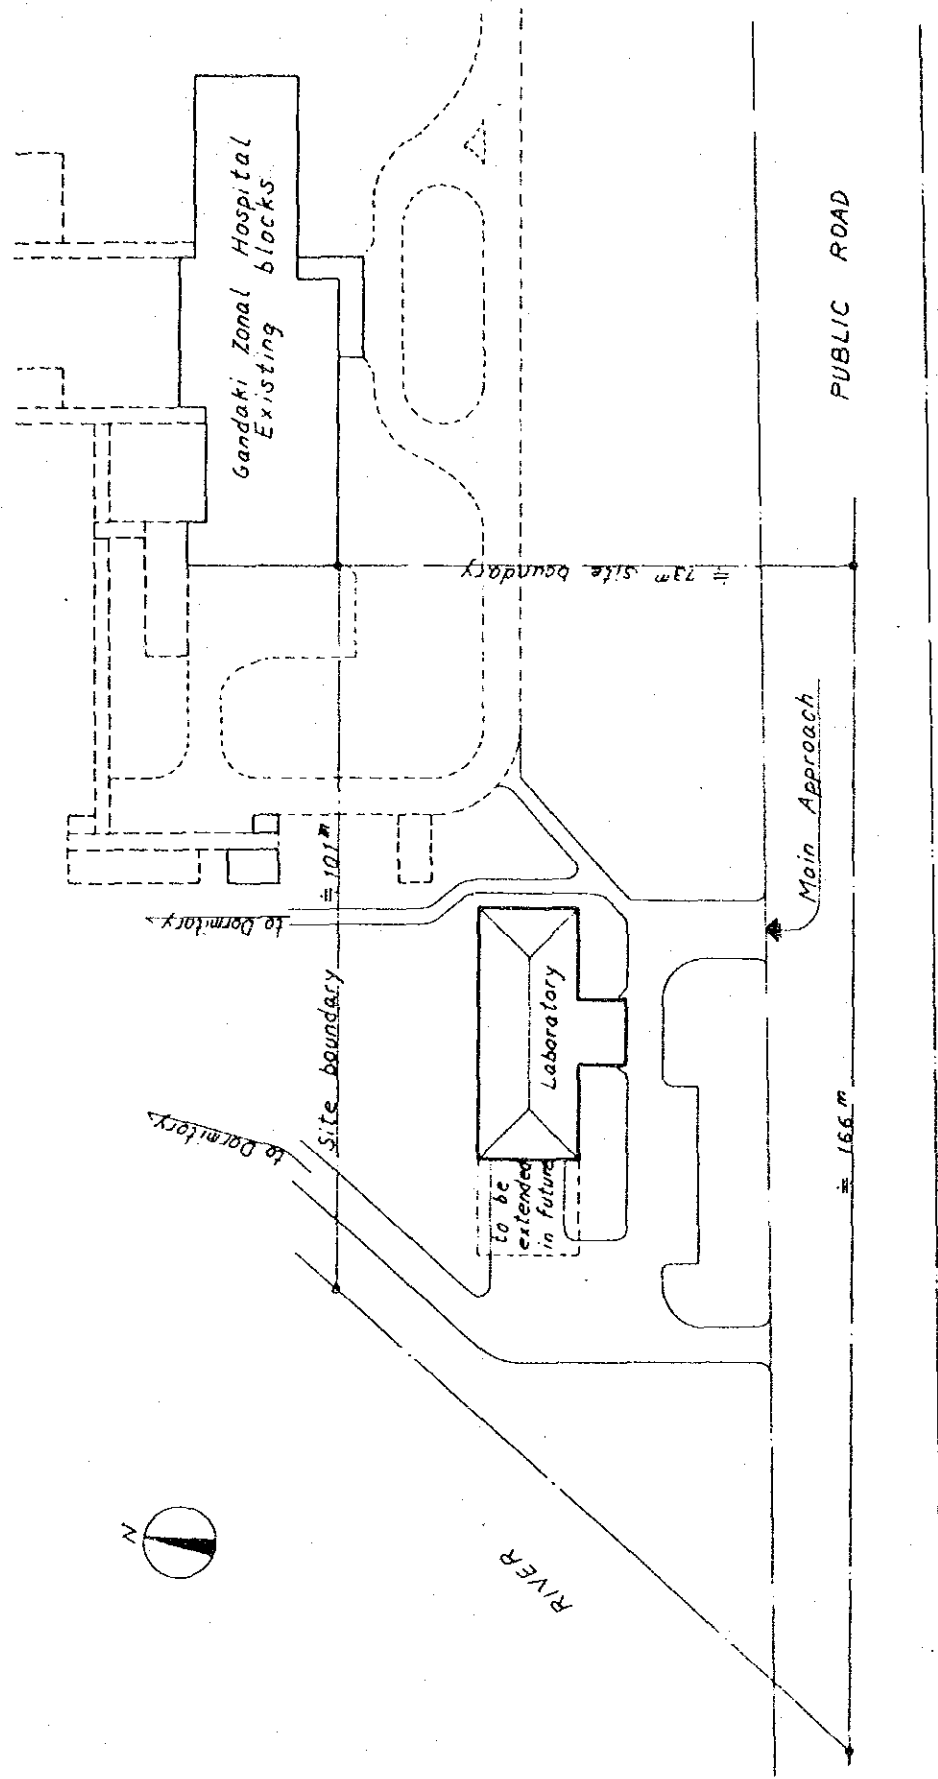 Gandaki Zonal Hospital
Existing blocks
PUBLIC ROAD
≒ 73m site boundary
Main Approach
Site boundary ≒ 101m
to Dormitary
to Dormitory
Laboratory
to be
extended
in future
≒ 166m
N
RIVER